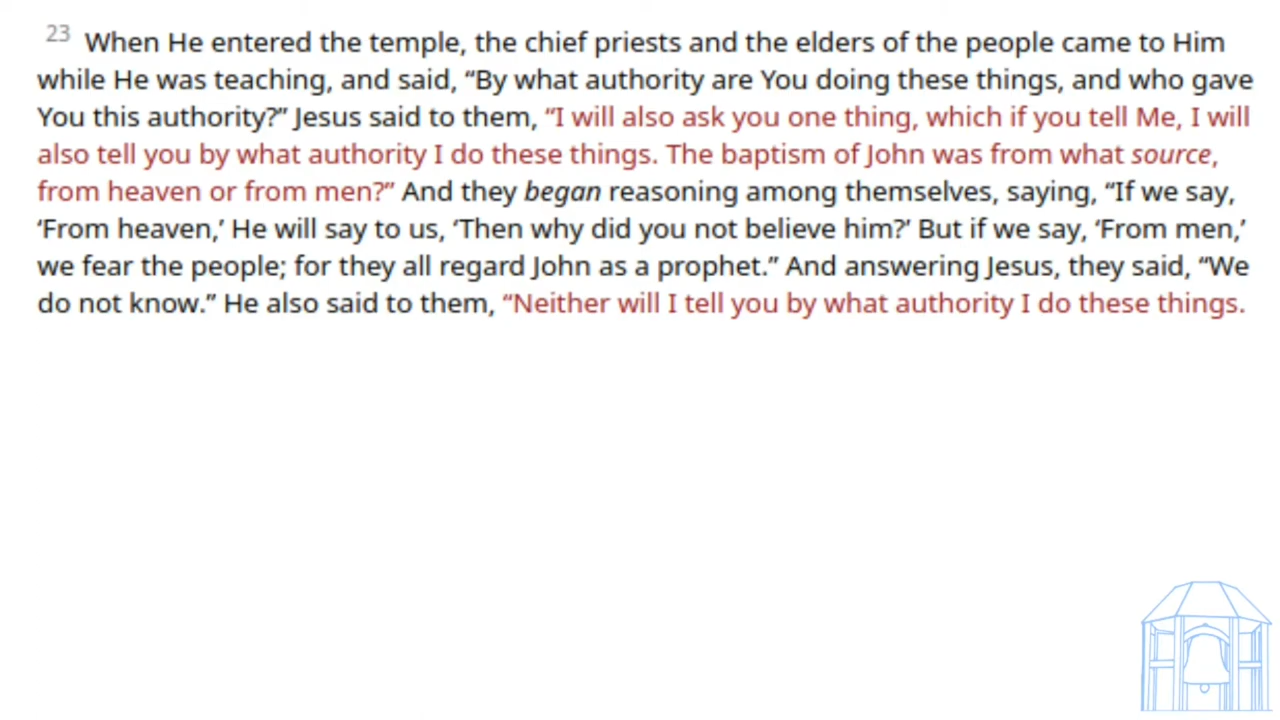 23 When He entered the temple, the chief priests and the elders of the people came to Him
while He was teaching, and said, “By what authority are You doing these things, and who gave
You this authority?” Jesus said to them, “I will also ask you one thing, which if you tell Me, I will
also tell you by what authority I do these things. The baptism of John was from what source,
from heaven or from men?” And they began reasoning among themselves, saying, “If we say,
‘From heaven,’ He will say to us, ‘Then why did you not believe him?’ But if we say, ‘From men,’
we fear the people; for they all regard John as a prophet.” And answering Jesus, they said, “We
do not know.” He also said to them, “Neither will I tell you by what authority I do these things.